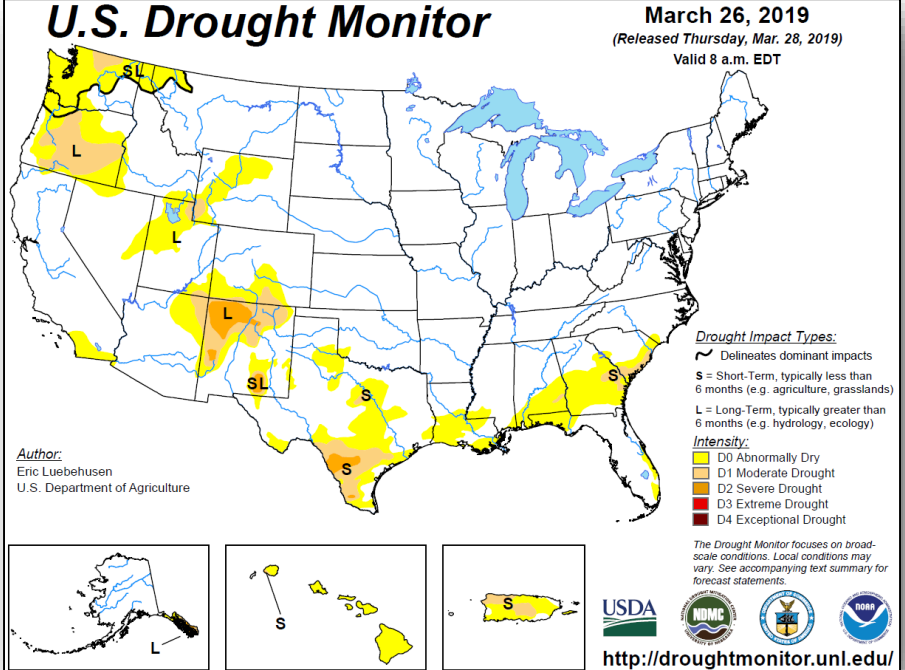 U.S. Drought Monitor
March 26, 2019
(Released Thursday, Mar. 28, 2019)
Valid 8 a.m. EDT
SL
L
L
L
SL
S
S
S
Drought Impact Types:
Delineates dominant impacts
S = Short-Term, typically less than
6 months (e.g. agriculture, grasslands)
L = Long-Term, typically greater than
6 months (e.g. hydrology, ecology)
Intensity:
D0 Abnormally Dry
D1 Moderate Drought
D2 Severe Drought
D3 Extreme Drought
D4 Exceptional Drought
Author:
Eric Luebehusen
U.S. Department of Agriculture
L
S
S
The Drought Monitor focuses on broad-
scale conditions. Local conditions may
vary. See accompanying text summary for
forecast statements.
USDA
NDMC
NOAA
http://droughtmonitor.unl.edu/